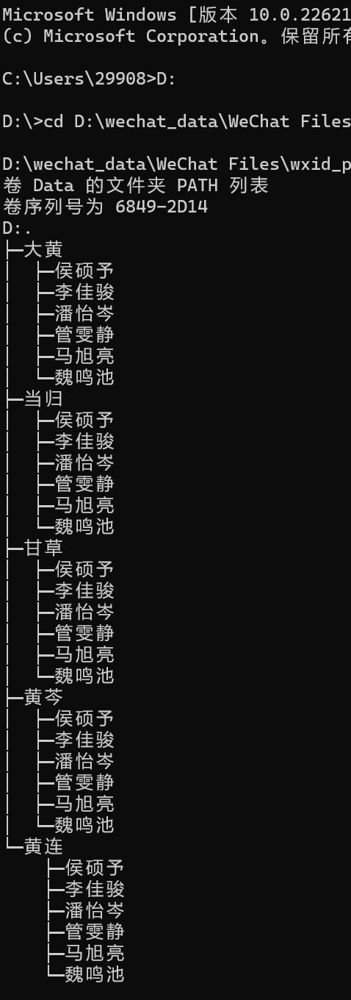 Microsoft Windows [版本 10.0.22621
(c) Microsoft Corporation。保留所有
C:\Users\29908>D:
D:\>cd D:\wechat_data\WeChat Files
D:\wechat_data\WeChat Files\wxid_p
卷 Data 的文件夹 PATH 列表
卷序列号为 6849-2D14
D:.
├─大黄
│  ├─侯硕予
│  ├─李佳骏
│  ├─潘怡岑
│  ├─管雯静
│  ├─马旭亮
│  └─魏鸣池
├─当归
│  ├─侯硕予
│  ├─李佳骏
│  ├─潘怡岑
│  ├─管雯静
│  ├─马旭亮
│  └─魏鸣池
├─甘草
│  ├─侯硕予
│  ├─李佳骏
│  ├─潘怡岑
│  ├─管雯静
│  ├─马旭亮
│  └─魏鸣池
├─黄芩
│  ├─侯硕予
│  ├─李佳骏
│  ├─潘怡岑
│  ├─管雯静
│  ├─马旭亮
│  └─魏鸣池
└─黄连
    ├─侯硕予
    ├─李佳骏
    ├─潘怡岑
    ├─管雯静
    ├─马旭亮
    └─魏鸣池